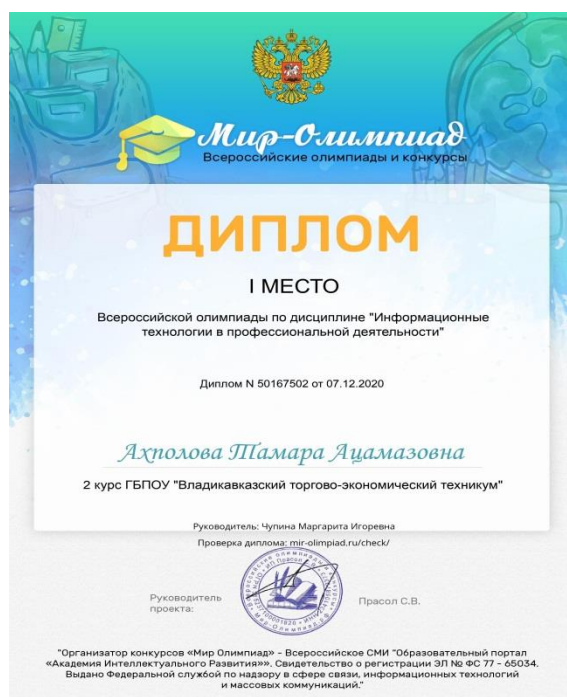 Мир-Олимпиад
Всероссийские олимпиады и конкурсы
ДИПЛОМ
I МЕСТО
Всероссийской олимпиады по дисциплине "Информационные
технологии в профессиональной деятельности"
Диплом N 50167502 от 07.12.2020
Ахполова Тамара Ацамазовна
2 курс ГБПОУ "Владикавказский торгово-экономический техникум"
Руководитель: Чупина Маргарита Игоревна
Проверка диплома: mir-olimpiad.ru/check/
Руководитель
проекта:
Прасол С.В.
"Организатор конкурсов «Мир Олимпиад» - Всероссийское СМИ "Образовательный портал
«Академия Интеллектуального Развития»». Свидетельство о регистрации ЭЛ № ФС 77 - 65034.
Выдано Федеральной службой по надзору в сфере связи, информационных технологий
и массовых коммуникаций."